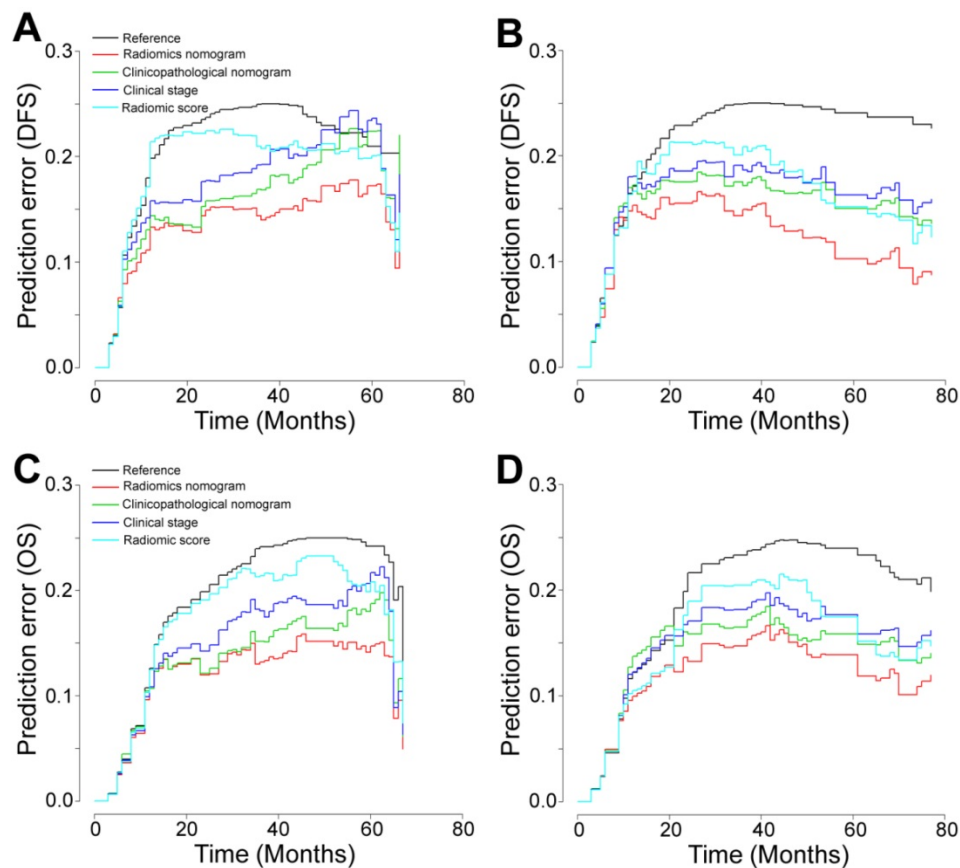 A
Reference
Radiomics nomogram
Clinicopathological nomogram
Clinical stage
Radiomic score
Prediction error (DFS)
0.3
0.2
0.1
0.0
0 20 40 60 80
Time (Months)
B
Prediction error (DFS)
0.3
0.2
0.1
0.0
0 20 40 60 80
Time (Months)
C
Reference
Radiomics nomogram
Clinicopathological nomogram
Clinical stage
Radiomic score
Prediction error (OS)
0.3
0.2
0.1
0.0
0 20 40 60 80
Time (Months)
D
Prediction error (OS)
0.3
0.2
0.1
0.0
0 20 40 60 80
Time (Months)